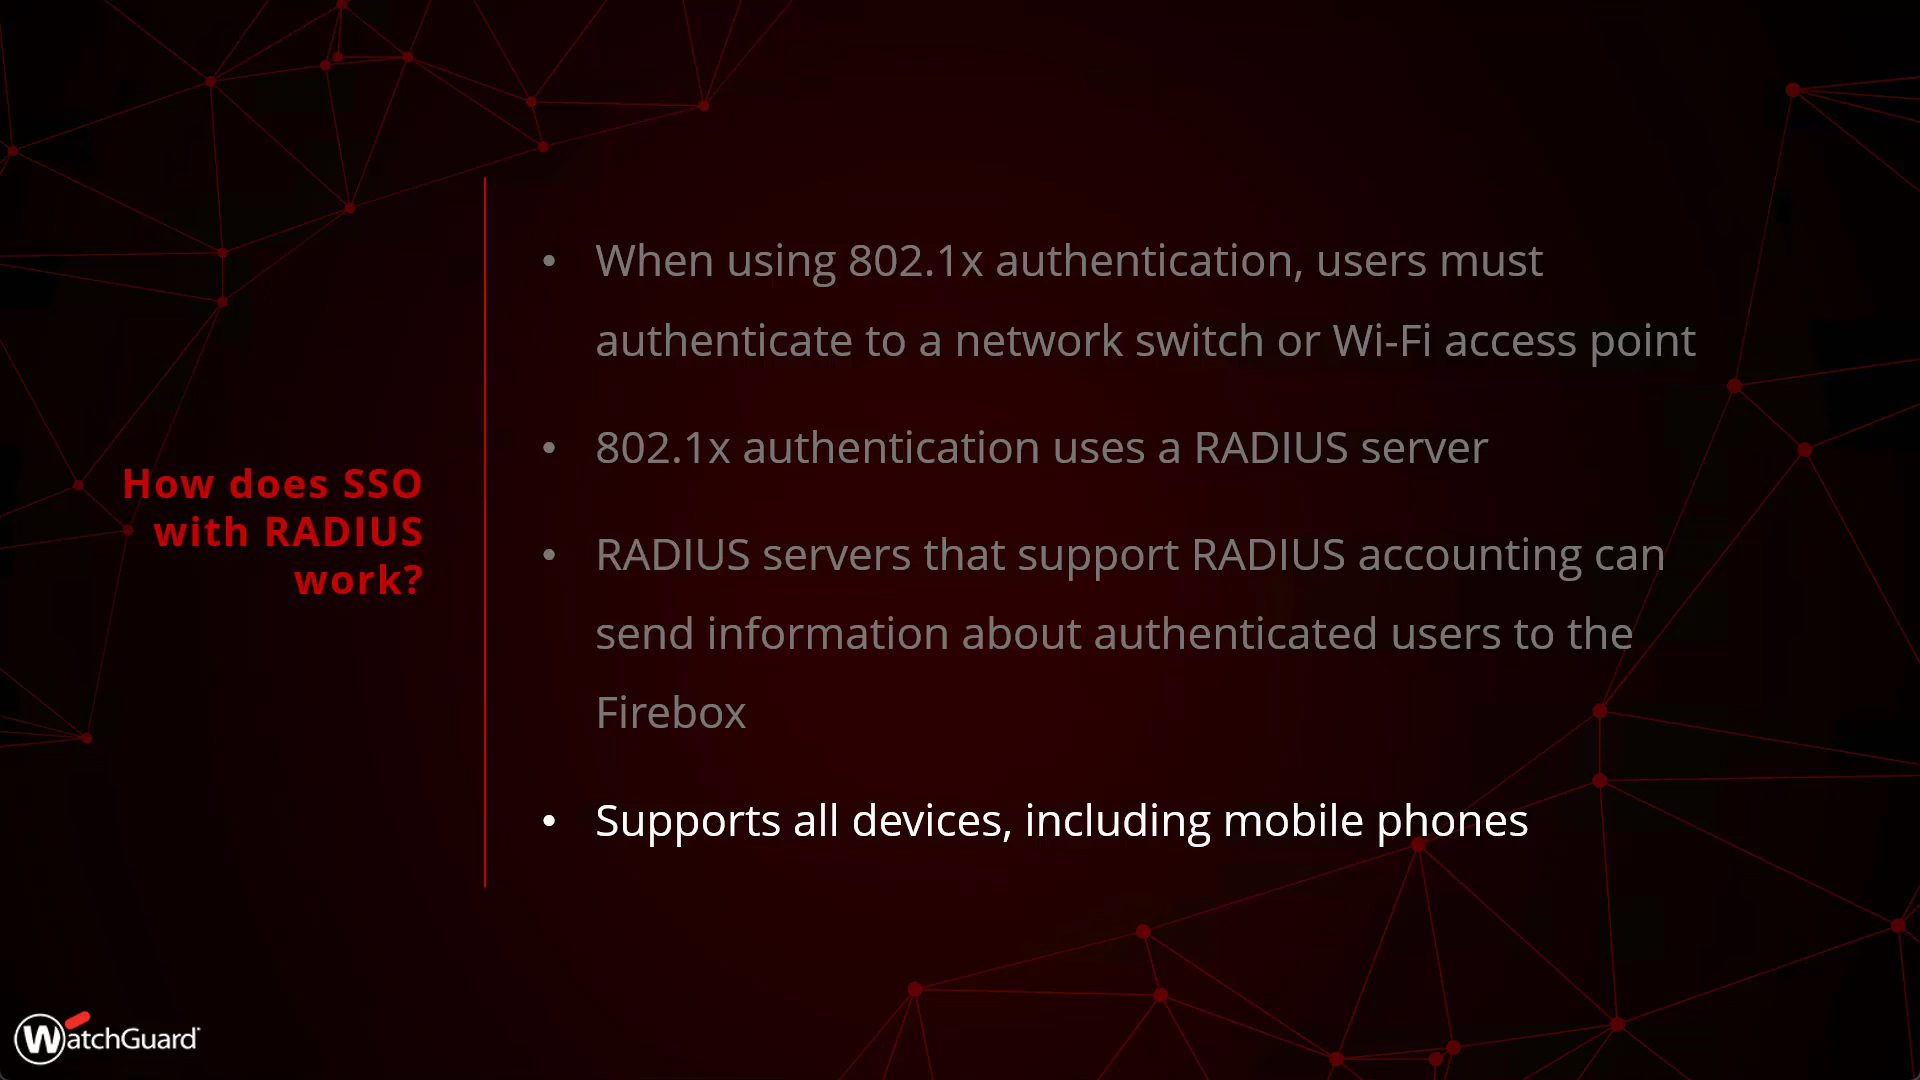 How does SSO
with RADIUS
work?
• When using 802.1x authentication, users must
authenticate to a network switch or Wi-Fi access point
• 802.1x authentication uses a RADIUS server
• RADIUS servers that support RADIUS accounting can
send information about authenticated users to the
Firebox
• Supports all devices, including mobile phones
WatchGuard